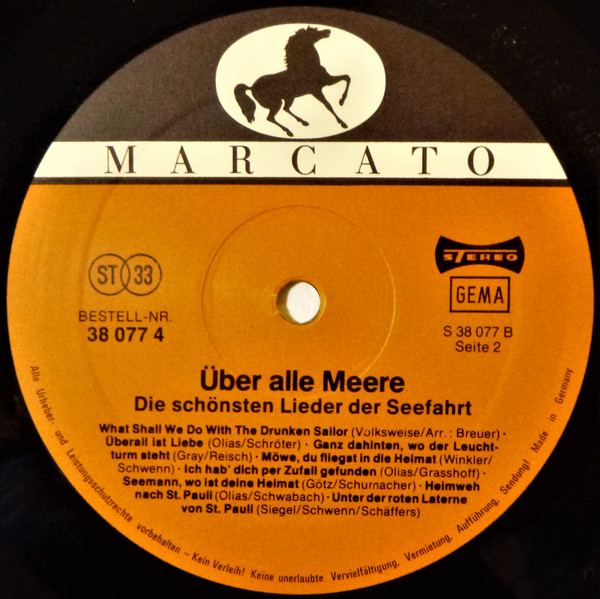 MARCATO
ST 33
STEREO
GEMA
BESTELL-NR.
38 077 4
S 38 077 B
Seite 2
Über alle Meere
Die schönsten Lieder der Seefahrt
What Shall We Do With The Drunken Sailor (Volksweise/Arr.: Breuer) ·
Überall ist Liebe (Olias/Schröter) · Ganz dahinten, wo der Leucht-
turm steht (Gray/Reisch) · Möwe, du fliegst in die Heimat (Winkler/
Schwenn) · Ich hab' dich per Zufall gefunden (Olias/Grasshoff) ·
Seemann, wo ist deine Heimat (Götz/Schurnacher) · Heimweh
nach St. Pauli (Olias/Schwabach) · Unter der roten Laterne
von St. Pauli (Siegel/Schwenn/Schäffers)
Alle Urheber- und Leistungsschutzrechte vorbehalten – Kein Verleih! Keine unerlaubte Vervielfältigung, Vermietung, Aufführung, Sendung! Made in Germany